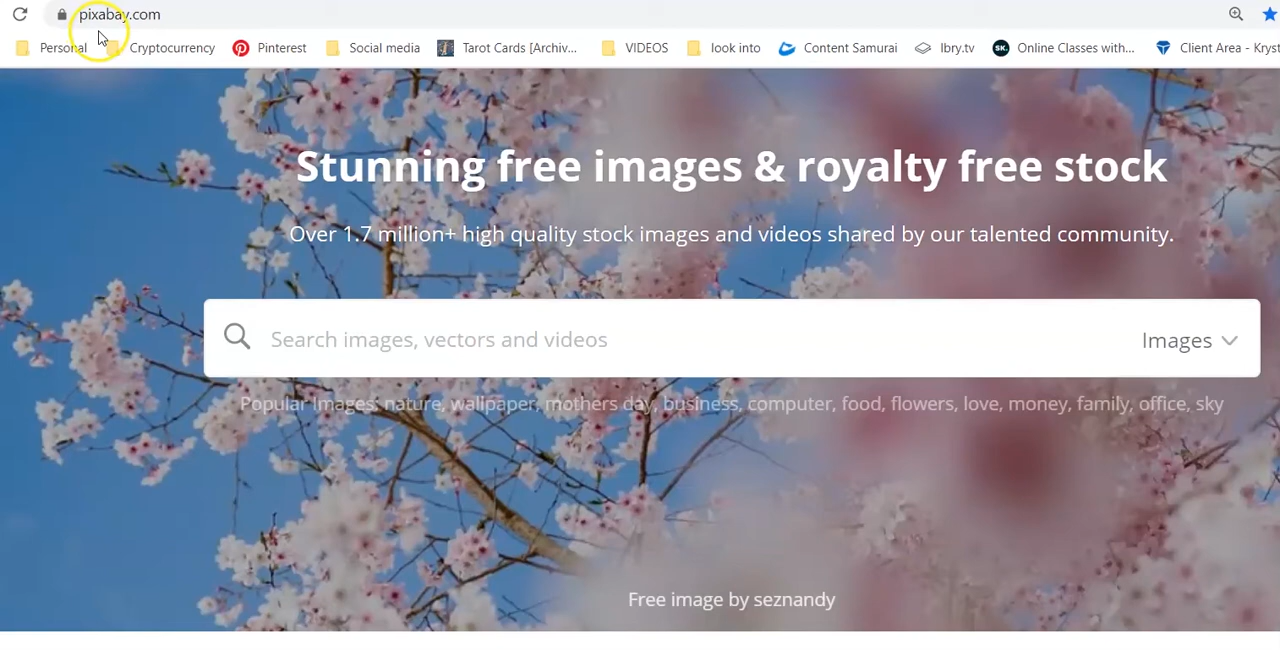 pixabay.com
Personal Cryptocurrency Pinterest Social media Tarot Cards [Archiv... VIDEOS look into Content Samurai lbry.tv SK. Online Classes with... Client Area - Kryst
Stunning free images & royalty free stock
Over 1.7 million+ high quality stock images and videos shared by our talented community.
Search images, vectors and videos Images
Popular Images: nature, wallpaper, mothers day, business, computer, food, flowers, love, money, family, office, sky
Free image by seznandy